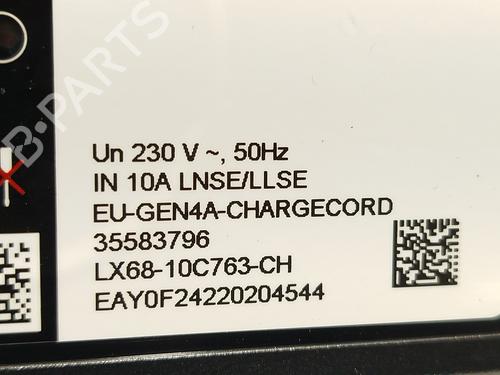 B-PARTS
Un 230 V ~, 50Hz
IN 10A LNSE/LLSE
EU-GEN4A-CHARGECORD
35583796
LX68-10C763-CH
EAY0F24220204544